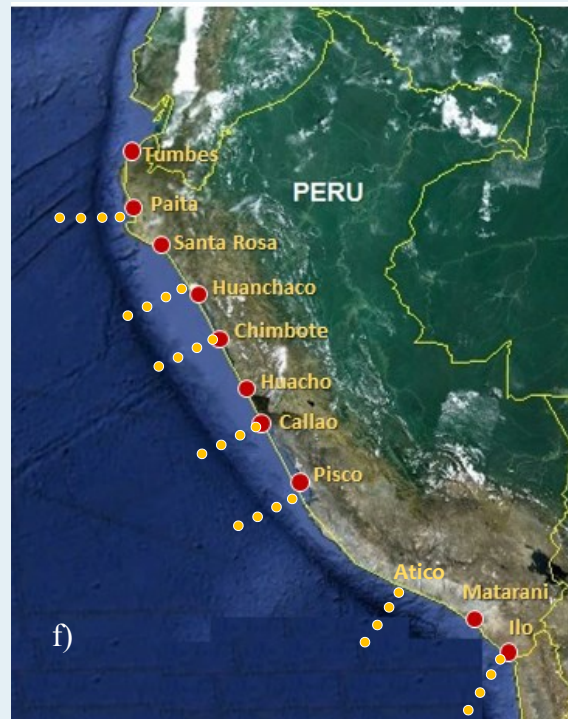 Tumbes
PERU
Paita
Santa Rosa
Huanchaco
Chimbote
Huacho
Callao
Pisco
Atico
Matarani
Ilo
f)